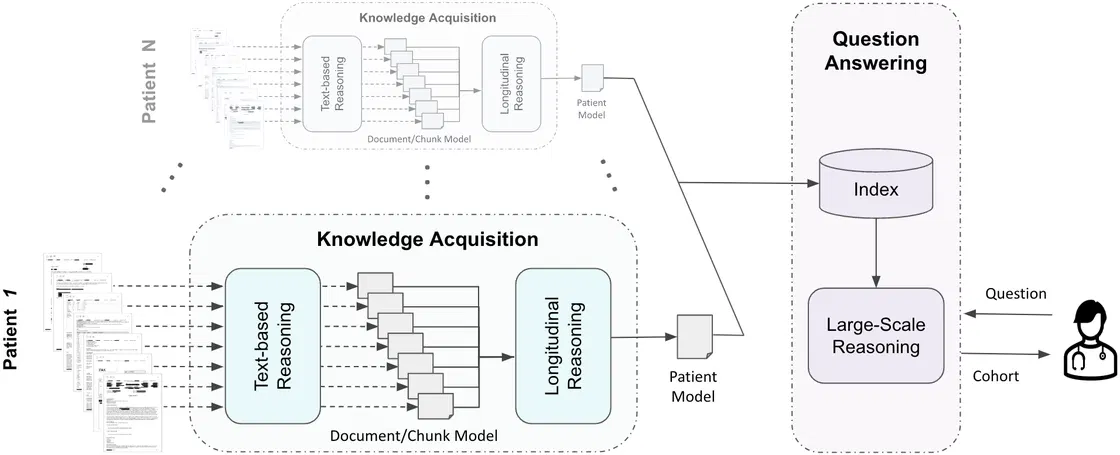 Knowledge Acquisition
Patient N
Text-based
Reasoning
Longitudinal
Reasoning
Document/Chunk Model
Patient
Model
Question
Answering
Index
Large-Scale
Reasoning
Question
Cohort
Knowledge Acquisition
Patient 1
Text-based
Reasoning
Longitudinal
Reasoning
Document/Chunk Model
Patient
Model